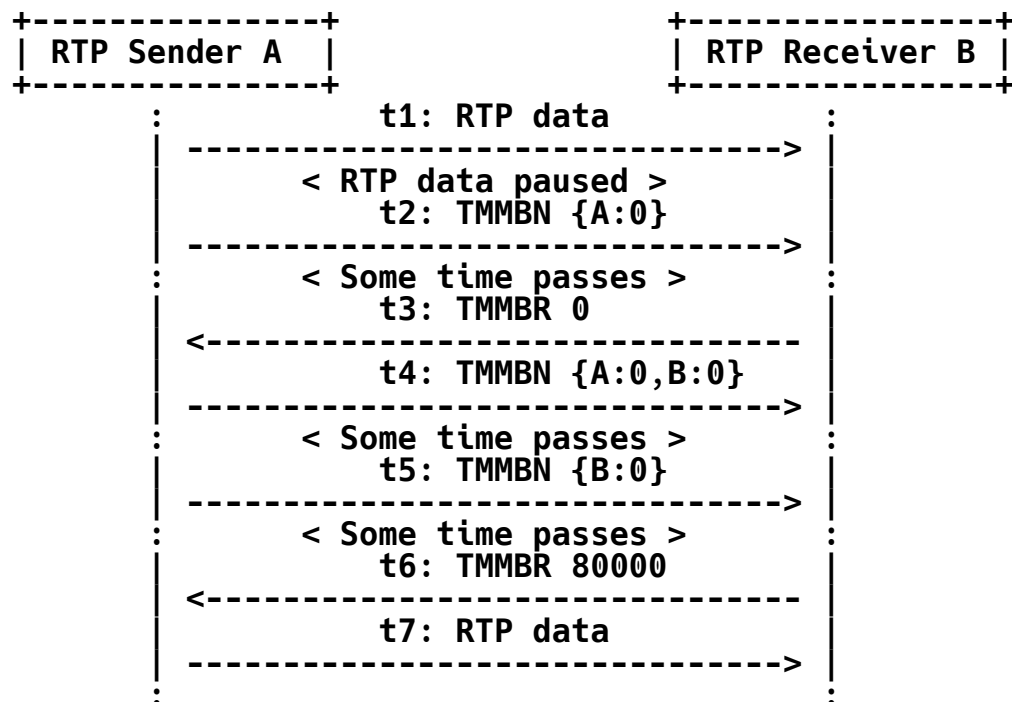 +---------------+                 +----------------+
| RTP Sender A  |                 | RTP Receiver B |
+---------------+                 +----------------+
       :           t1: RTP data           :
       | -------------------------------> |
       |       < RTP data paused >        |
       |           t2: TMMBN {A:0}        |
       | -------------------------------> |
       :       < Some time passes >       :
       |           t3: TMMBR 0            |
       | <------------------------------- |
       |           t4: TMMBN {A:0,B:0}    |
       | -------------------------------> |
       :       < Some time passes >       :
       |           t5: TMMBN {B:0}        |
       | -------------------------------> |
       :       < Some time passes >       :
       |           t6: TMMBR 80000        |
       | <------------------------------- |
       |           t7: RTP data           |
       | -------------------------------> |
       :                                  :